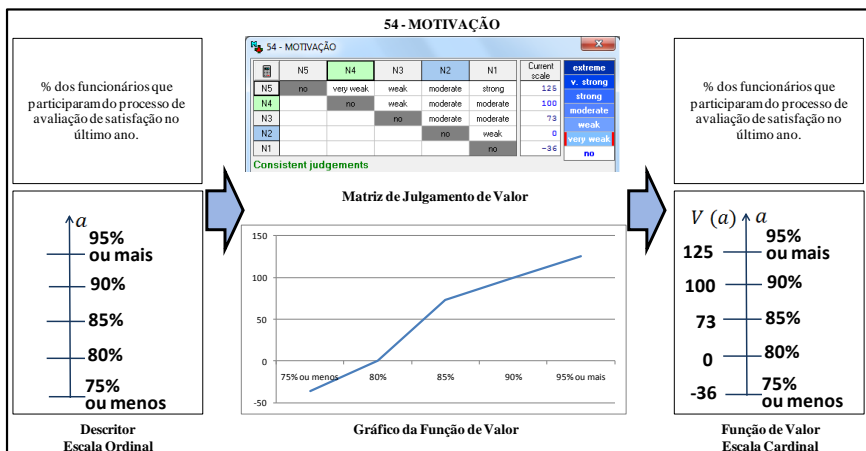 54 - MOTIVAÇÃO
% dos funcionários que
participaram do processo de
avaliação de satisfação no
último ano.
a
95%
ou mais
90%
85%
80%
75%
ou menos
Descritor
Escala Ordinal
54 - MOTIVAÇÃO
N5 N4 N3 N2 N1 Current scale
N5 no very weak weak moderate strong 125
N4 no weak moderate moderate 100
N3 no moderate moderate 73
N2 no weak 0
N1 no -36
extreme
v. strong
strong
moderate
weak
very weak
no
Consistent judgements
Matriz de Julgamento de Valor
150
100
50
0
-50
75% ou menos 80% 85% 90% 95% ou mais
Gráfico da Função de Valor
% dos funcionários que
participaram do processo de
avaliação de satisfação no
último ano.
V (a) a
125 95%
ou mais
100 90%
73 85%
0 80%
-36 75%
ou menos
Função de Valor
Escala Cardinal